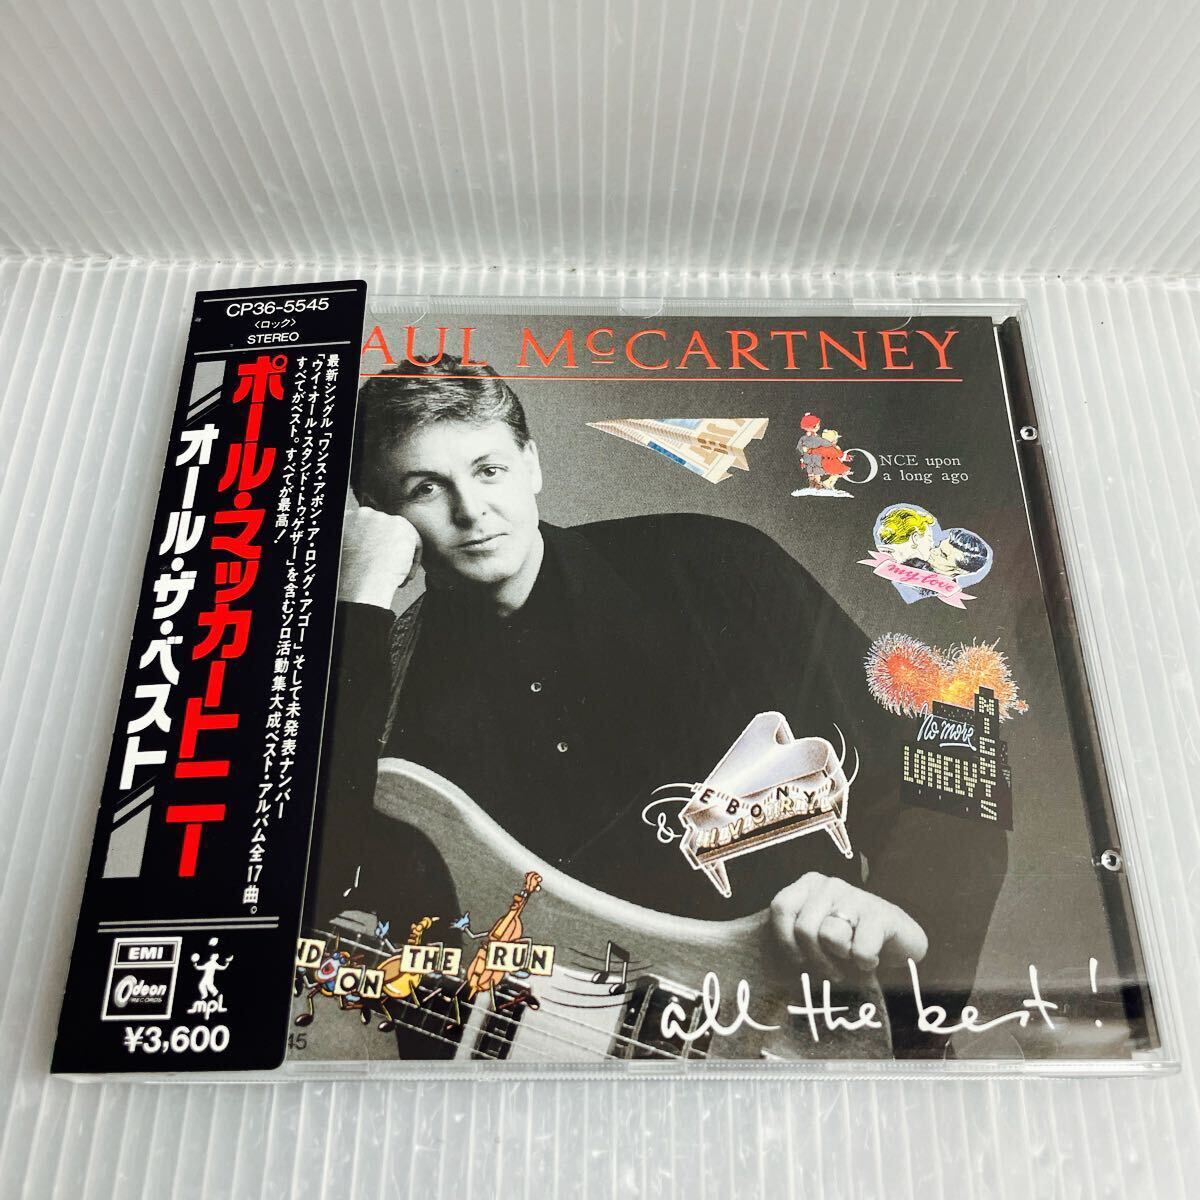 CP36-5545
〈ロック〉
STEREO
ポール・マッカートニー
オール・ザ・ベスト
最新シングル「ワンス・アポン・ア・ロング・アゴー」そして未発表ナンバー
「ウイ・オール・スタンド・トゥゲザー」を含むソロ活動集大成ベスト・アルバム全17曲。
すべてがベスト。すべてが最高!
EMI
Odeon
RECORDS
mpL
¥3,600
AUL McCARTNEY
ONCE upon
a long ago
my love
No more
LONELY
NIGHTS
EBONY
& IVORY
ND ON THE RUN
all the best!
45